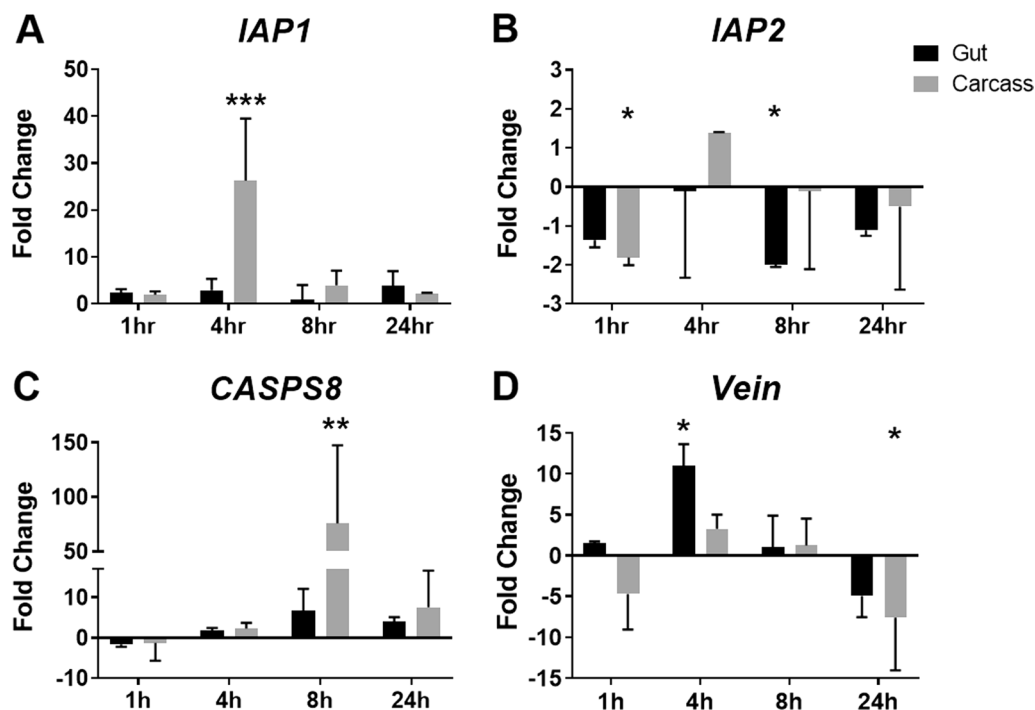 A
IAP1
Fold Change
50
40
30
20
10
0
***
1hr
4hr
8hr
24hr
B
IAP2
Fold Change
3
2
1
0
-1
-2
-3
*
*
1hr
4hr
8hr
24hr
Gut
Carcass
C
CASPS8
Fold Change
150
100
50
10
0
-10
**
1h
4h
8h
24h
D
Vein
Fold Change
15
10
5
0
-5
-10
-15
*
*
1h
4h
8h
24h